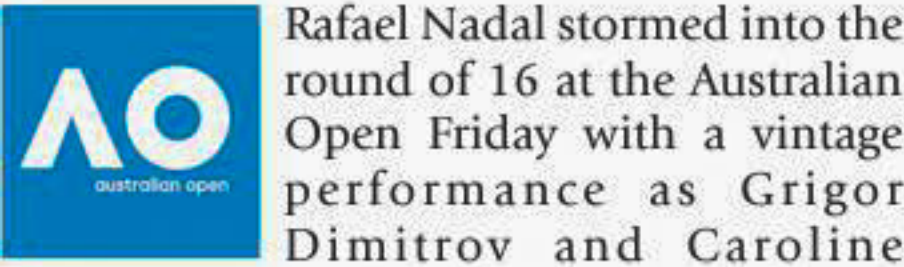 AO
australian open
Rafael Nadal stormed into the
round of 16 at the Australian
Open Friday with a vintage
performance as Grigor
Dimitrov and Caroline